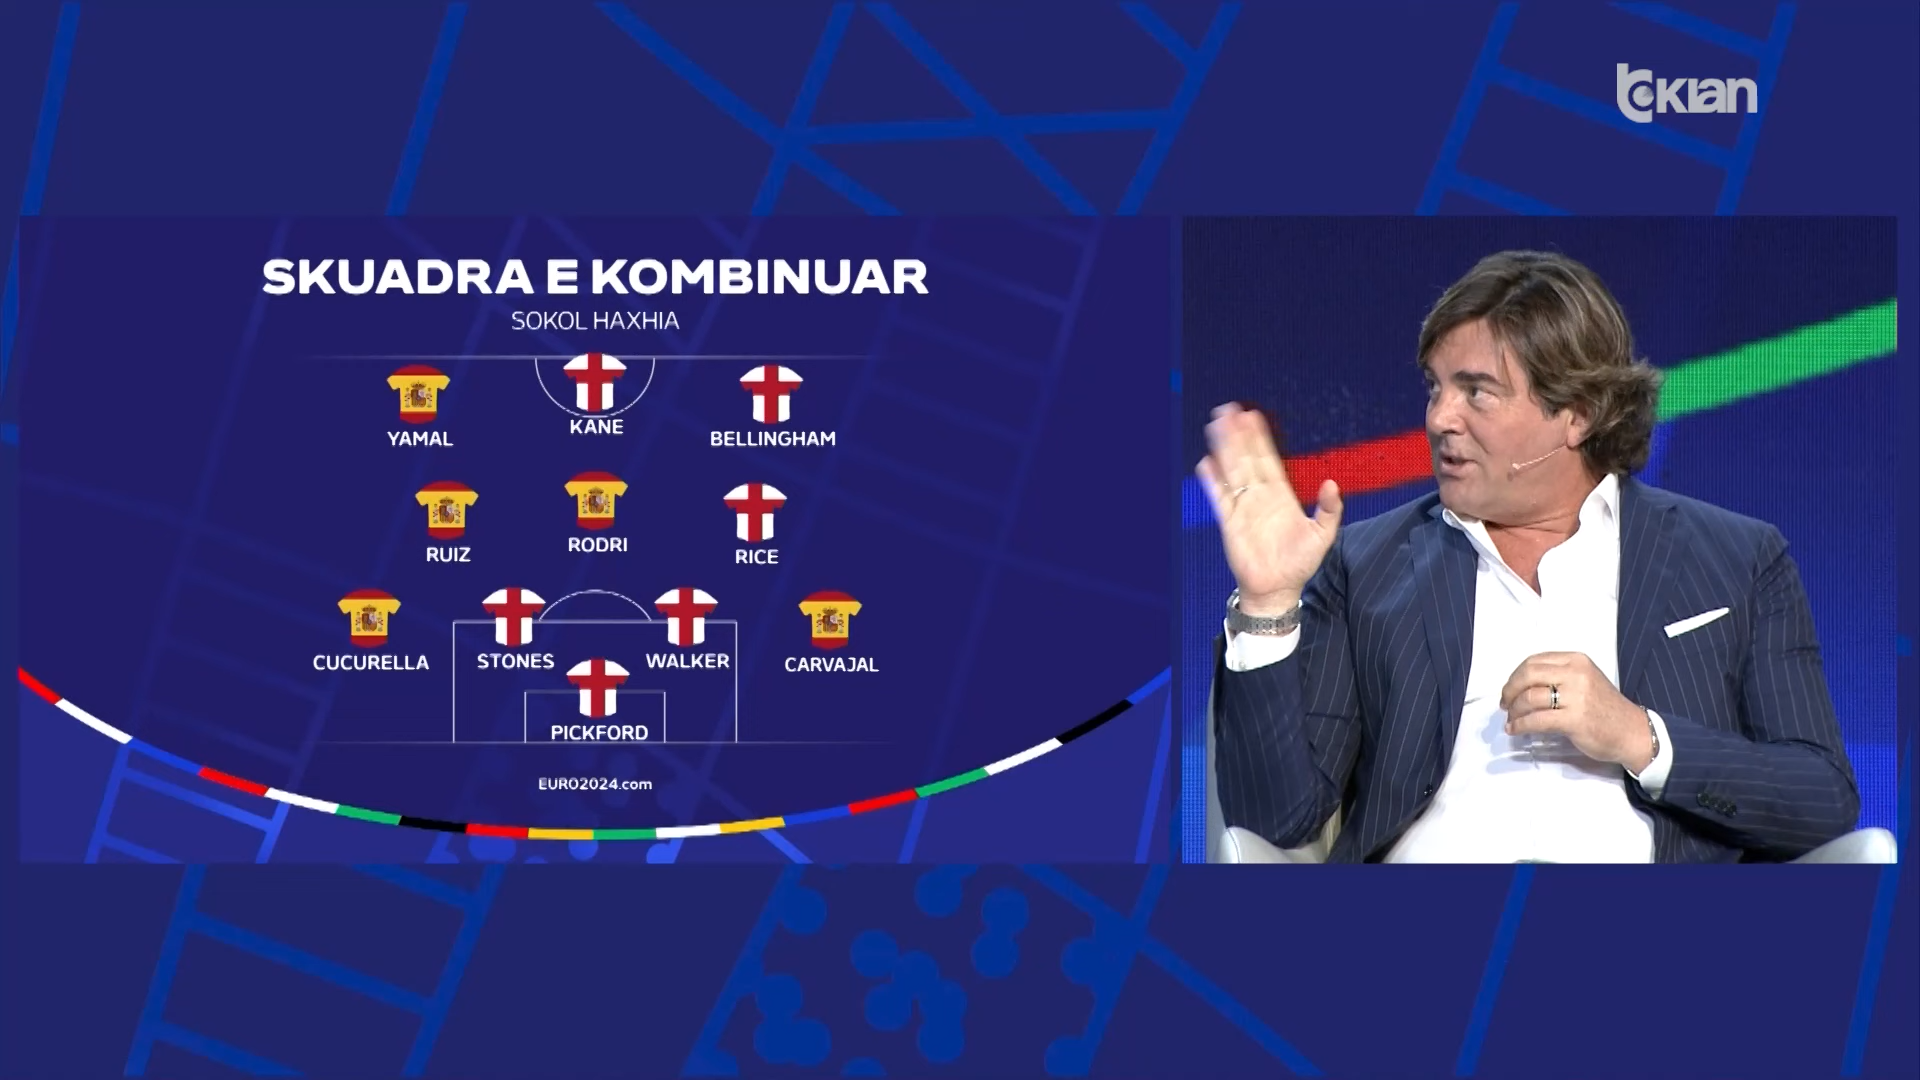 tvklan
SKUADRA E KOMBINUAR
SOKOL HAXHIA
YAMAL
KANE
BELLINGHAM
RUIZ
RODRI
RICE
CUCURELLA
STONES
WALKER
CARVAJAL
PICKFORD
EURO2024.com